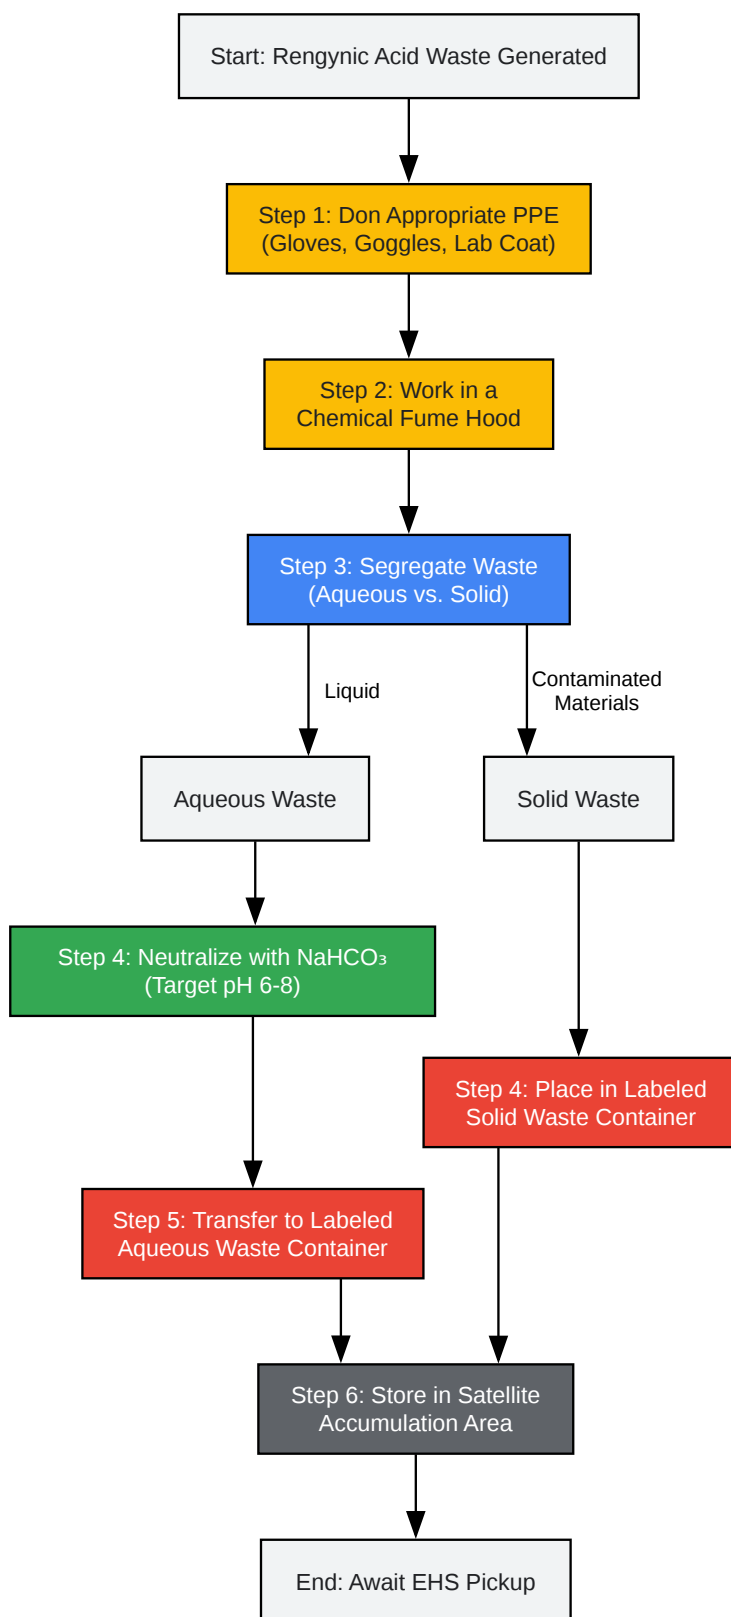 Start: Rengynic Acid Waste Generated
Step 1: Don Appropriate PPE
(Gloves, Goggles, Lab Coat)
Step 2: Work in a
Chemical Fume Hood
Step 3: Segregate Waste
(Aqueous vs. Solid)
Liquid
Contaminated
Materials
Aqueous Waste
Solid Waste
Step 4: Neutralize with NaHCO₃
(Target pH 6-8)
Step 4: Place in Labeled
Solid Waste Container
Step 5: Transfer to Labeled
Aqueous Waste Container
Step 6: Store in Satellite
Accumulation Area
End: Await EHS Pickup